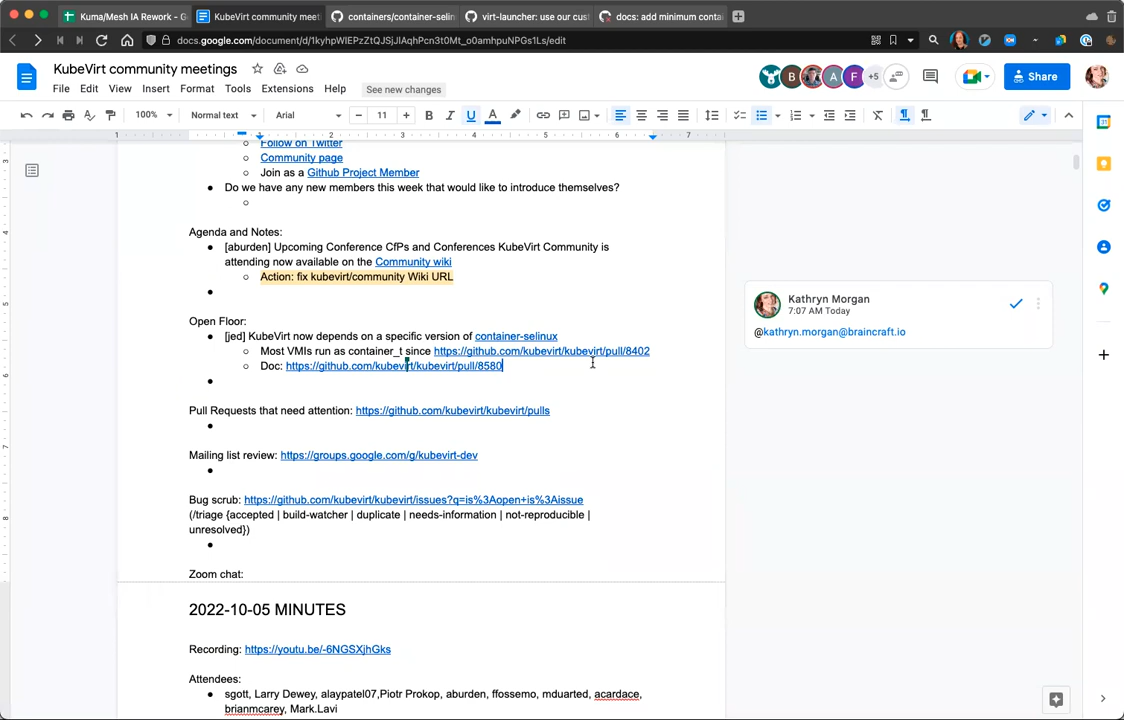 Kuma/Mesh IA Rework - G
KubeVirt community meet
containers/container-selin
virt-launcher: use our cus
docs: add minimum conta
docs.google.com/document/d/1kyhpWIEPzZtQJSjJlAqhPcn3t0Mt_o0amhpuNPGs1Ls/edit
KubeVirt community meetings
File Edit View Insert Format Tools Extensions Help See new changes
B A F +5 Share
100% Normal text Arial 11 B I U A
1 1 2 3 4 5 6 7
Follow on Twitter
Community page
Join as a Github Project Member
Do we have any new members this week that would like to introduce themselves?
Agenda and Notes:
[aburden] Upcoming Conference CfPs and Conferences KubeVirt Community is
attending now available on the Community wiki
Action: fix kubevirt/community Wiki URL
Open Floor:
[jed] KubeVirt now depends on a specific version of container-selinux
Most VMIs run as container_t since https://github.com/kubevirt/kubevirt/pull/8402
Doc: https://github.com/kubevirt/kubevirt/pull/8580
Kathryn Morgan
7:07 AM Today
@kathryn.morgan@braincraft.io
Pull Requests that need attention: https://github.com/kubevirt/kubevirt/pulls
Mailing list review: https://groups.google.com/g/kubevirt-dev
Bug scrub: https://github.com/kubevirt/kubevirt/issues?q=is%3Aopen+is%3Aissue
(/triage {accepted | build-watcher | duplicate | needs-information | not-reproducible |
unresolved})
Zoom chat:
2022-10-05 MINUTES
Recording: https://youtu.be/-6NGSXjhGks
Attendees:
sgott, Larry Dewey, alaypatel07,Piotr Prokop, aburden, ffossemo, mduarted, acardace,
brianmcarey, Mark.Lavi